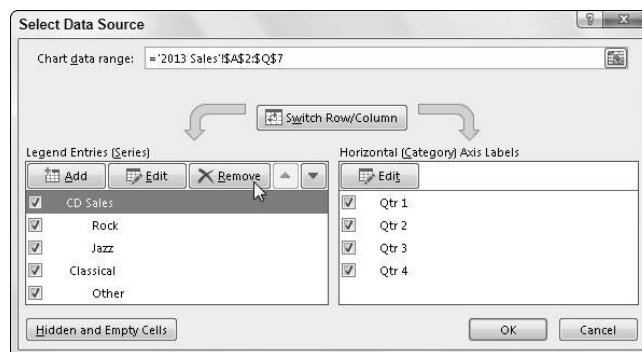 Select Data Source
Chart data range: ='2013 Sales'!$A$2:$Q$7
Switch Row/Column
Legend Entries (Series)
Add Edit Remove
CD Sales
Rock
Jazz
Classical
Other
Horizontal (Category) Axis Labels
Edit
Qtr 1
Qtr 2
Qtr 3
Qtr 4
Hidden and Empty Cells
OK Cancel